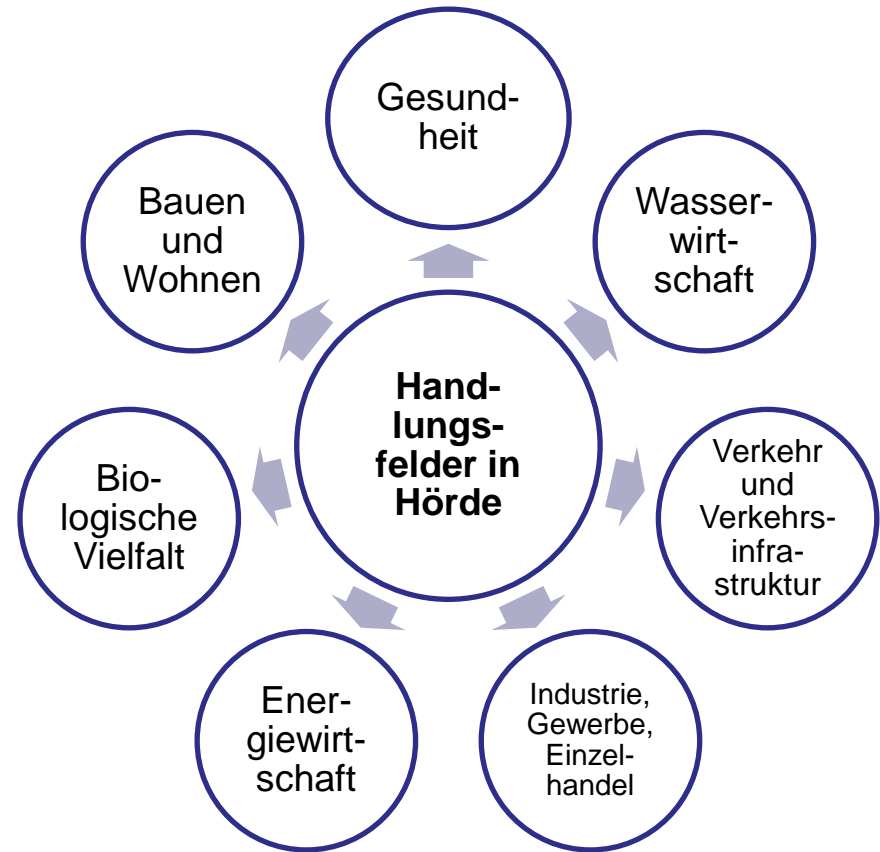 Gesund-
heit
Wasser-
wirt-
schaft
Verkehr
und
Verkehrs-
infra-
struktur
Industrie,
Gewerbe,
Einzel-
handel
Ener-
giewirt-
schaft
Bio-
logische
Vielfalt
Bauen
und
Wohnen
Hand-
lungs-
felder in
Hörde